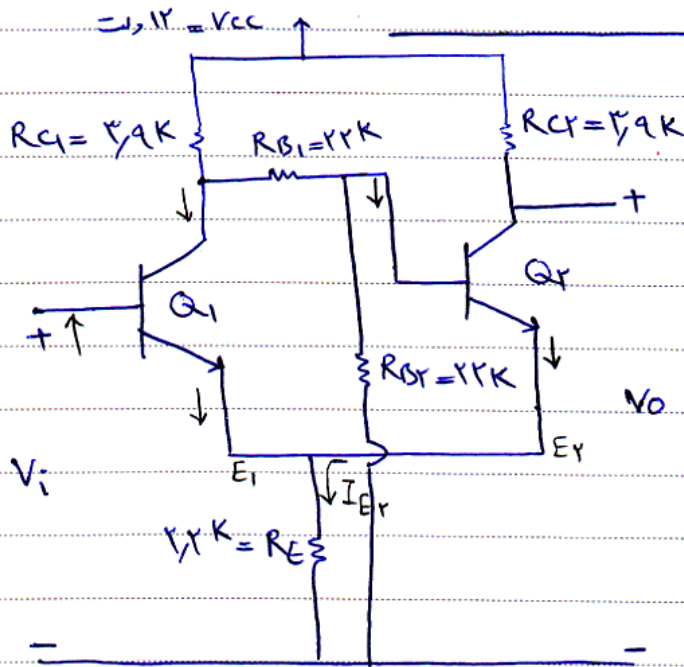 ۱۲ ولت = Vcc
RC۱ = ۳,۹K
RB۱ = ۲۲K
RC۲ = ۳,۹K
+
Q۱
Q۲
+
RB۲ = ۲۲K
Vo
Vi
E۱
E۲
IE۲
۲,۲K = RE
-
-